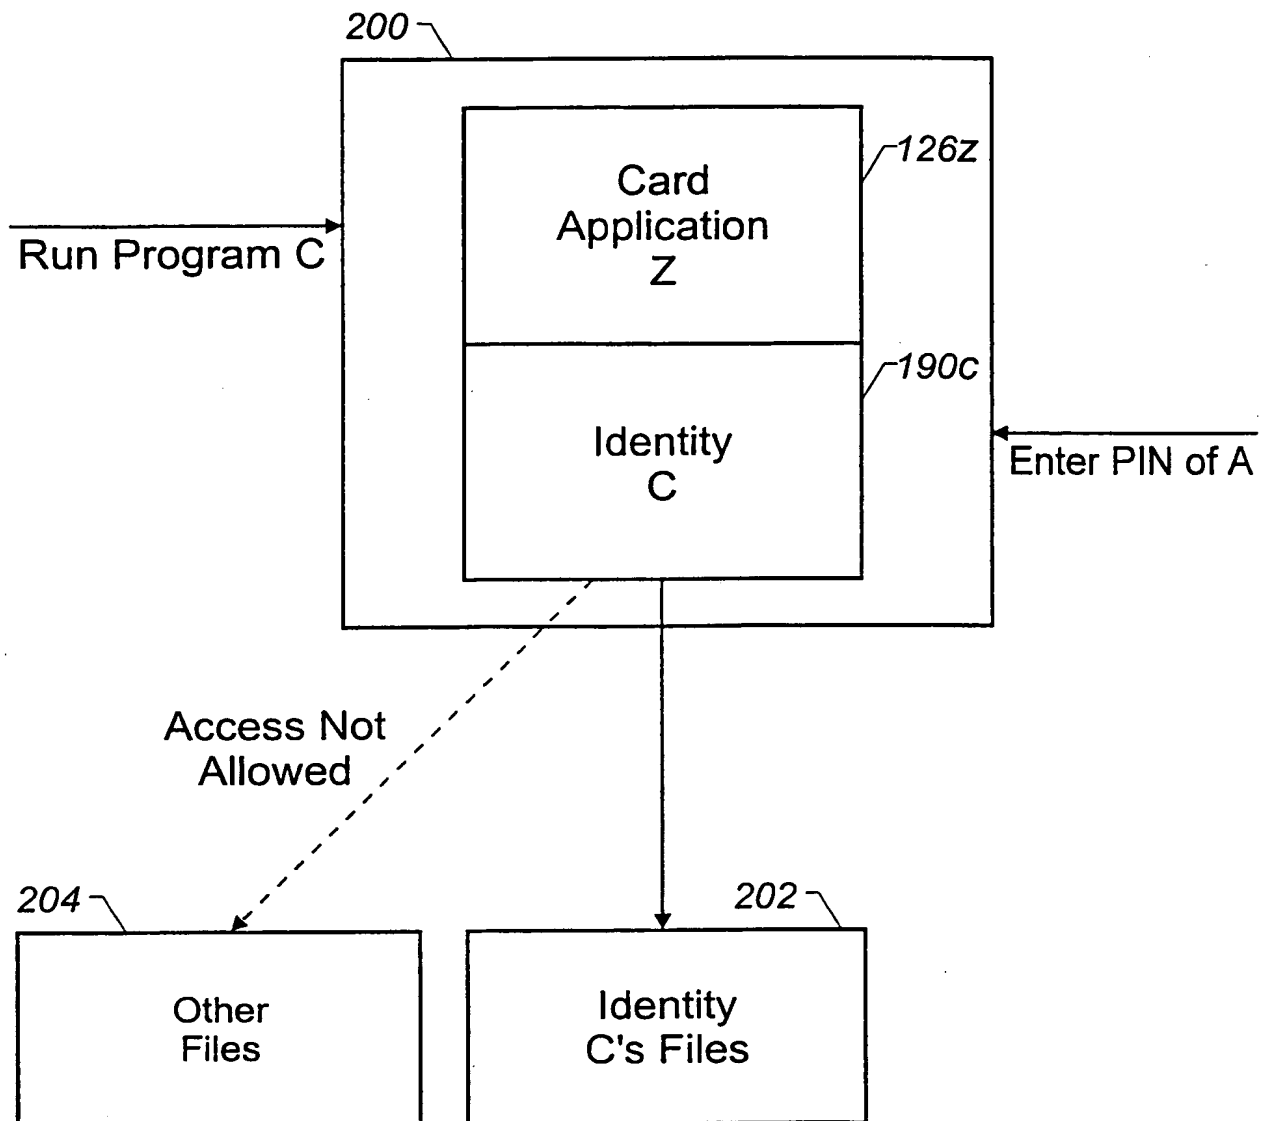 200
126z
Card
Application
Z
Run Program C
190c
Identity
C
Enter PIN of A
Access Not
Allowed
204
202
Other
Files
Identity
C's Files